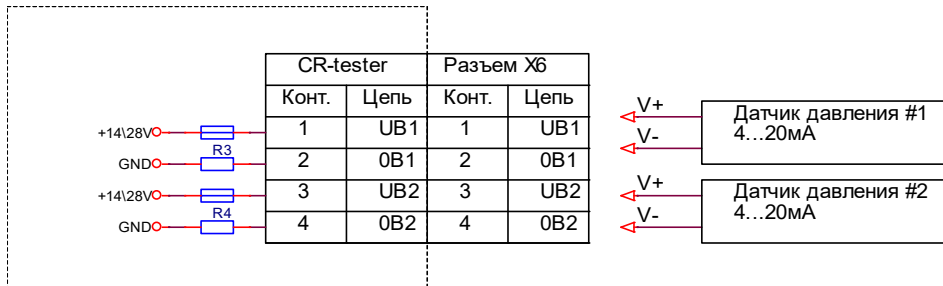 CR-tester Разъем X6
Конт. Цепь Конт. Цепь
+14\28V 1 UB1 1 UB1
R3
GND 2 0B1 2 0B1
+14\28V 3 UB2 3 UB2
R4
GND 4 0B2 4 0B2
V+
V-
Датчик давления #1
4...20мА
V+
V-
Датчик давления #2
4...20мА